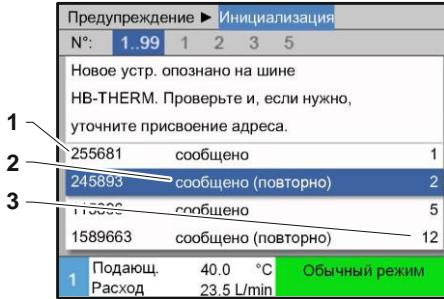 Предупреждение ► Инициализация
N°: 1..99 1 2 3 5
Новое устр. опознано на шине
HB-THERM. Проверьте и, если нужно,
уточните присвоение адреса.
1
255681 сообщено 1
2
245893 сообщено (повторно) 2
3
сообщено 5
1589663 сообщено (повторно) 12
1 Подающ. 40.0 °C Обычный режим
Расход 23.5 L/min